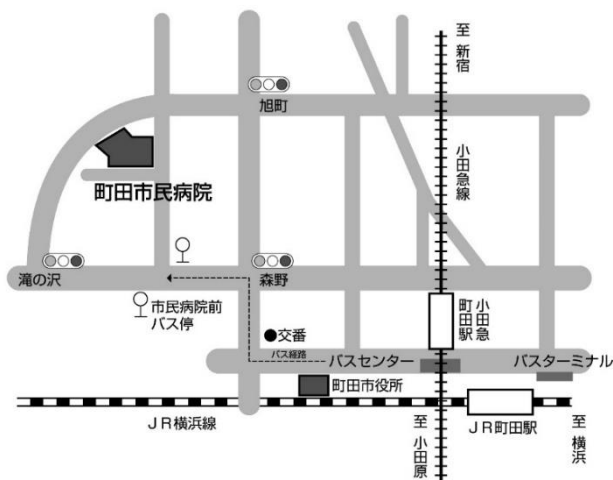 至 新宿
旭町
小田急線
町田市民病院
滝の沢
森野
市民病院前
バス停
小田急
町田駅
交番
バス経路
バスセンター
バスターミナル
町田市役所
JR横浜線
至 小田原
JR町田駅
至 横浜